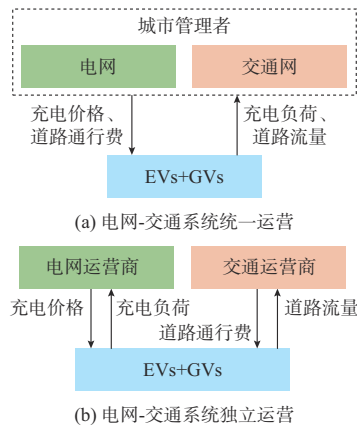 城市管理者
电网 交通网
充电价格、 充电负荷、
道路通行费 道路流量
EVs+GVs
(a) 电网-交通系统统一运营
电网运营商 交通运营商
充电价格 充电负荷 道路流量
道路通行费
EVs+GVs
(b) 电网-交通系统独立运营